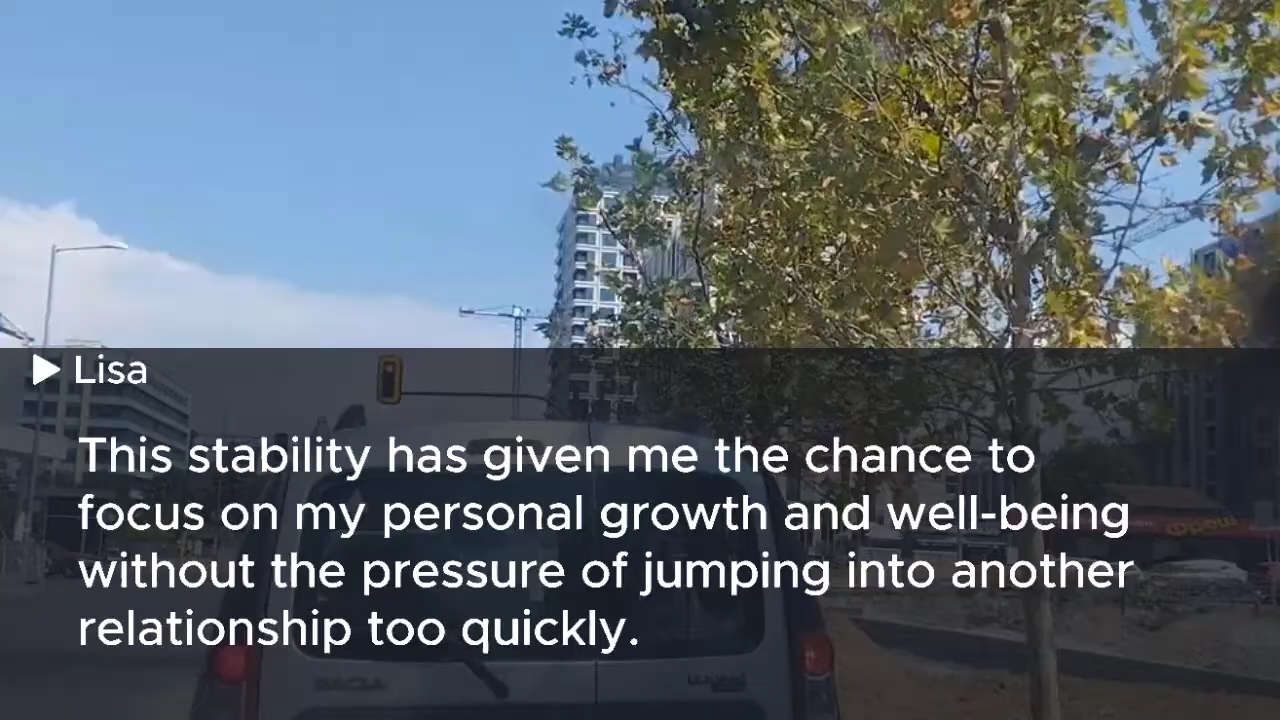 Lisa
This stability has given me the chance to
focus on my personal growth and well-being
without the pressure of jumping into another
relationship too quickly.
DACIA